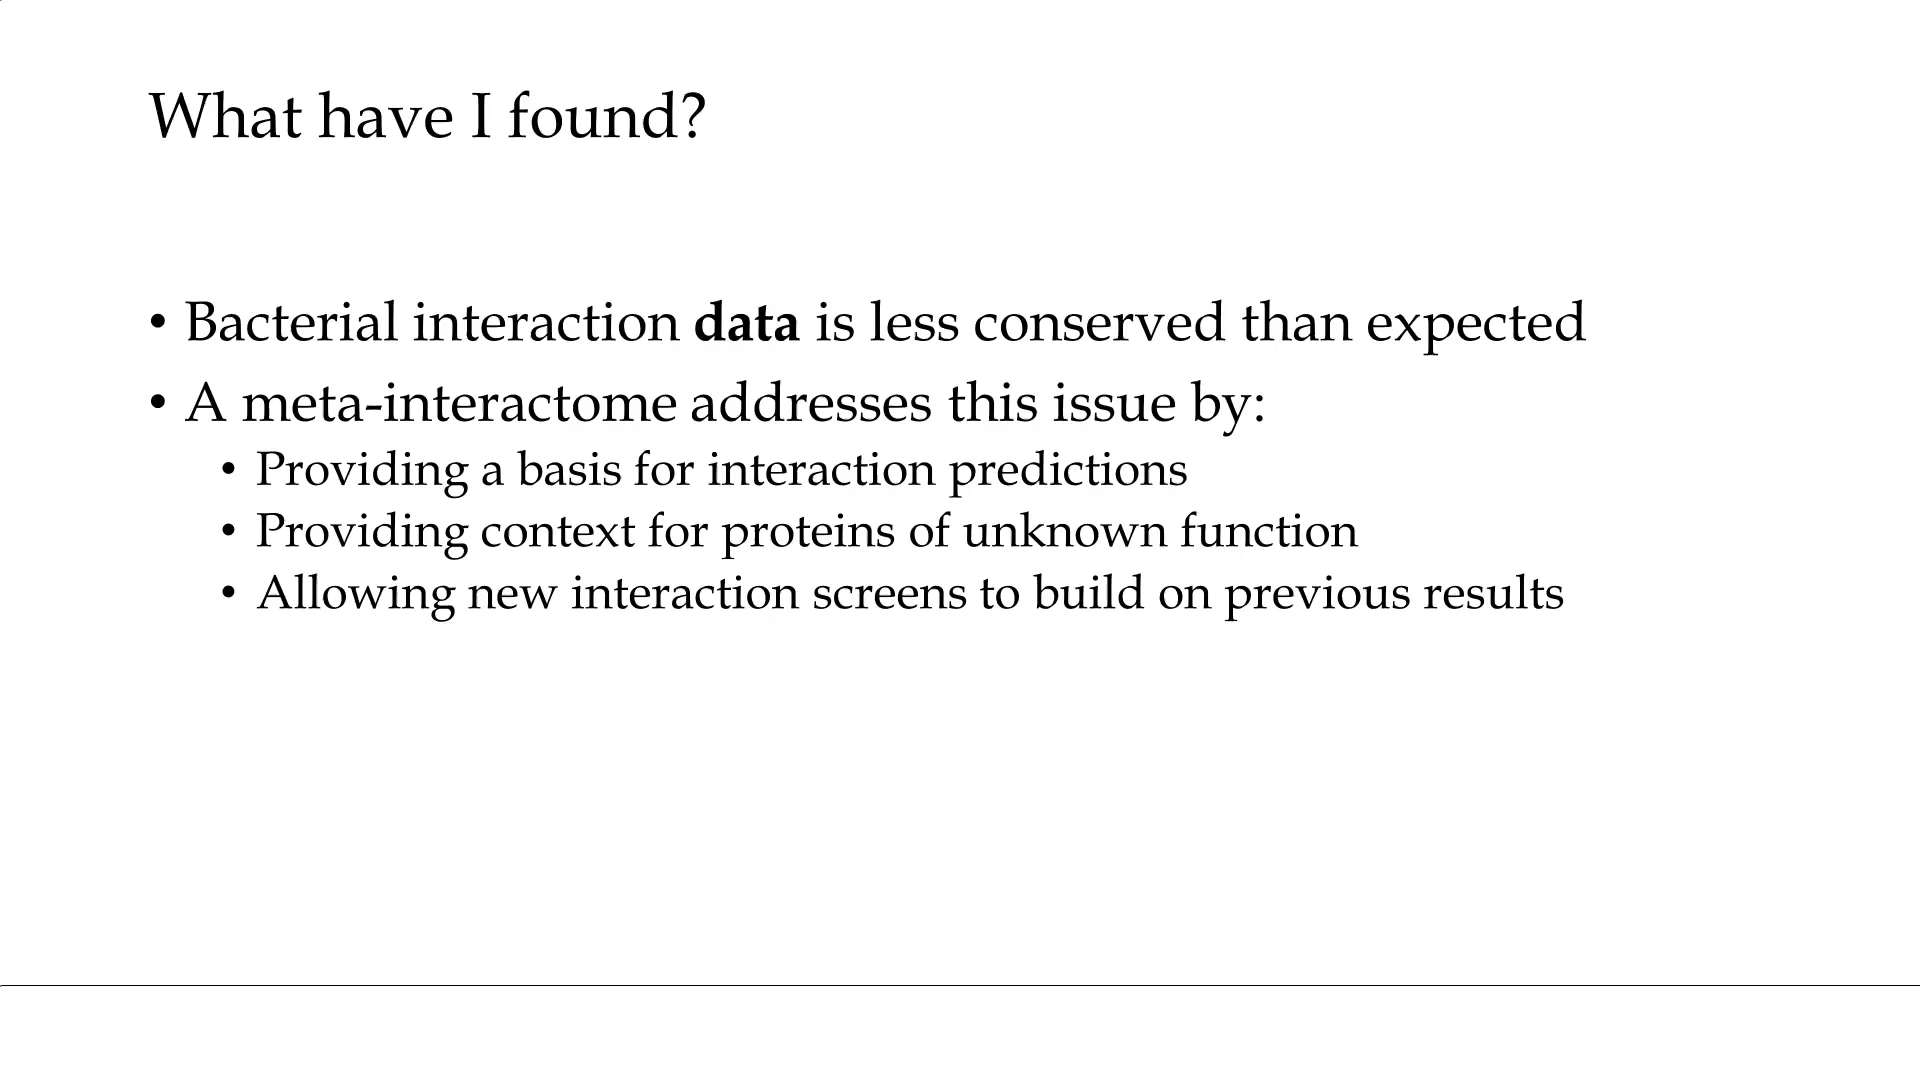 What have I found?
• Bacterial interaction data is less conserved than expected
• A meta-interactome addresses this issue by:
• Providing a basis for interaction predictions
• Providing context for proteins of unknown function
• Allowing new interaction screens to build on previous results